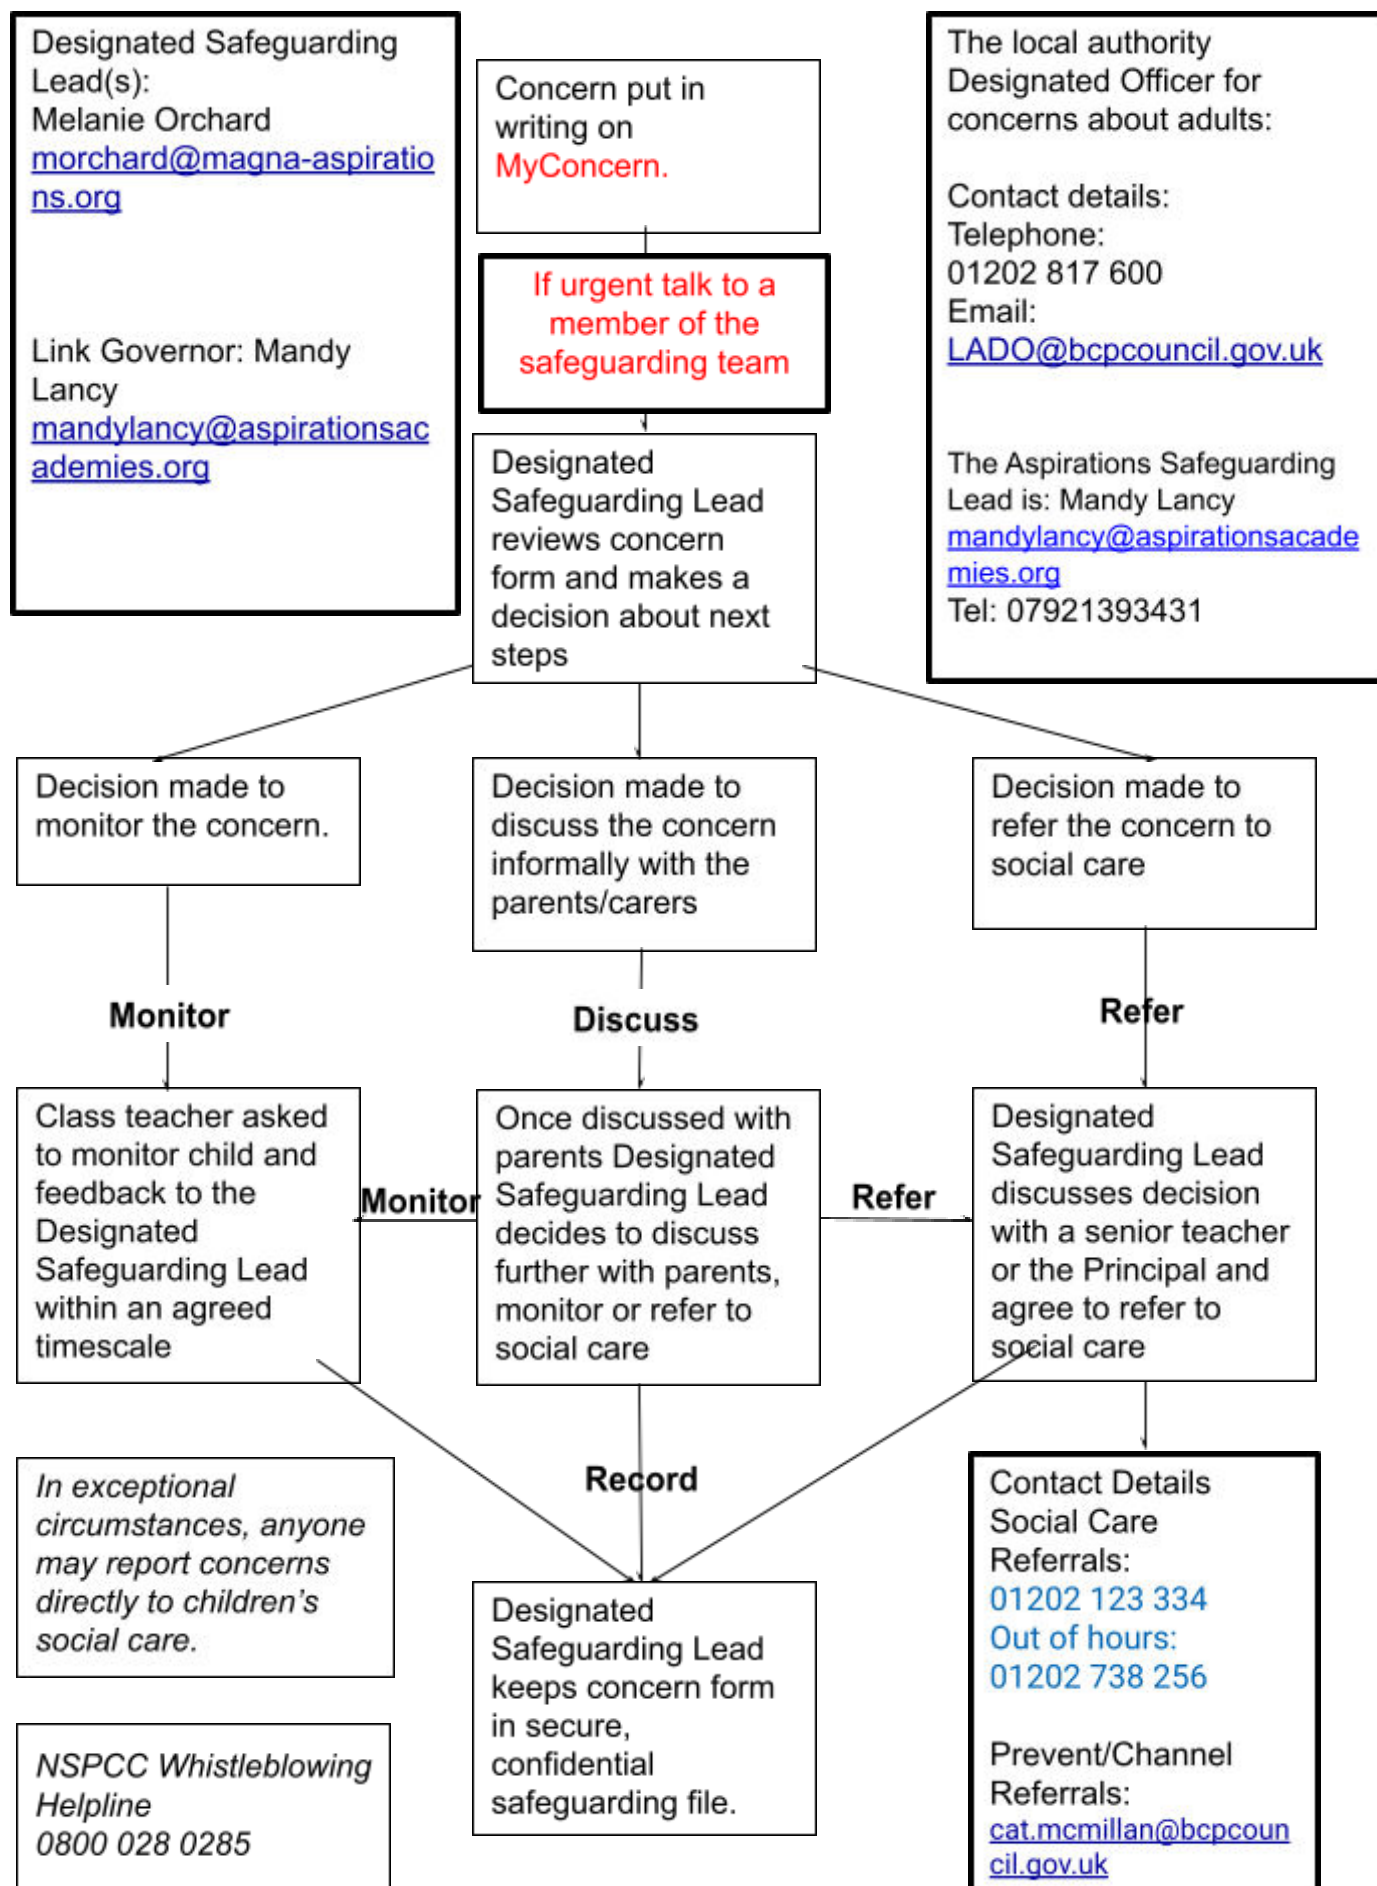 Designated Safeguarding
Lead(s):
Melanie Orchard
morchard@magna-aspiratio
ns.org
Link Governor: Mandy
Lancy
mandylancy@aspirationsac
ademies.org
Concern put in
writing on
MyConcern.
If urgent talk to a
member of the
safeguarding team
The local authority
Designated Officer for
concerns about adults:
Contact details:
Telephone:
01202 817 600
Email:
LADO@bcpcouncil.gov.uk
The Aspirations Safeguarding
Lead is: Mandy Lancy
mandylancy@aspirationsacade
mies.org
Tel: 07921393431
Designated
Safeguarding Lead
reviews concern
form and makes a
decision about next
steps
Decision made to
monitor the concern.
Decision made to
discuss the concern
informally with the
parents/carers
Decision made to
refer the concern to
social care
Monitor
Discuss
Refer
Class teacher asked
to monitor child and
feedback to the
Designated
Safeguarding Lead
within an agreed
timescale
Monitor
Once discussed with
parents Designated
Safeguarding Lead
decides to discuss
further with parents,
monitor or refer to
social care
Refer
Designated
Safeguarding Lead
discusses decision
with a senior teacher
or the Principal and
agree to refer to
social care
In exceptional
circumstances, anyone
may report concerns
directly to children's
social care.
Record
Contact Details
Social Care
Referrals:
01202 123 334
Out of hours:
01202 738 256
Prevent/Channel
Referrals:
cat.mcmillan@bcpcoun
cil.gov.uk
Designated
Safeguarding Lead
keeps concern form
in secure,
confidential
safeguarding file.
NSPCC Whistleblowing
Helpline
0800 028 0285